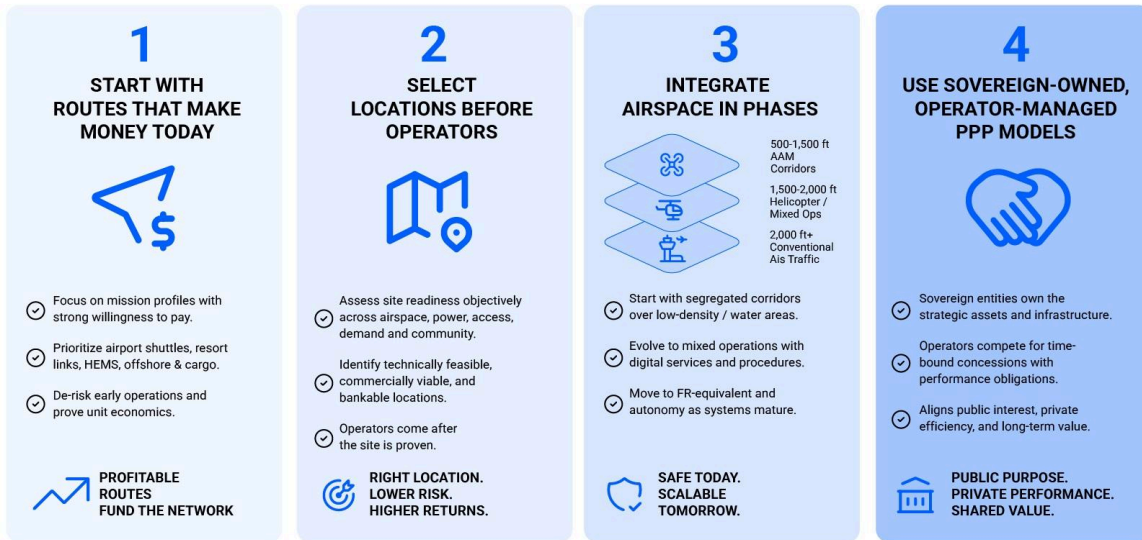 1
START WITH
ROUTES THAT MAKE
MONEY TODAY
$
Focus on mission profiles with
strong willingness to pay.
Prioritize airport shuttles, resort
links, HEMS, offshore & cargo.
De-risk early operations and
prove unit economics.
PROFITABLE
ROUTES
FUND THE NETWORK
2
SELECT
LOCATIONS BEFORE
OPERATORS
Assess site readiness objectively
across airspace, power, access,
demand and community.
Identify technically feasible,
commercially viable, and
bankable locations.
Operators come after
the site is proven.
RIGHT LOCATION.
LOWER RISK.
HIGHER RETURNS.
3
INTEGRATE
AIRSPACE IN PHASES
500-1,500 ft
AAM
Corridors
1,500-2,000 ft
Helicopter /
Mixed Ops
2,000 ft+
Conventional
Ais Traffic
Start with segregated corridors
over low-density / water areas.
Evolve to mixed operations with
digital services and procedures.
Move to FR-equivalent and
autonomy as systems mature.
SAFE TODAY.
SCALABLE
TOMORROW.
4
USE SOVEREIGN-OWNED,
OPERATOR-MANAGED
PPP MODELS
Sovereign entities own the
strategic assets and infrastructure.
Operators compete for time-
bound concessions with
performance obligations.
Aligns public interest, private
efficiency, and long-term value.
PUBLIC PURPOSE.
PRIVATE PERFORMANCE.
SHARED VALUE.